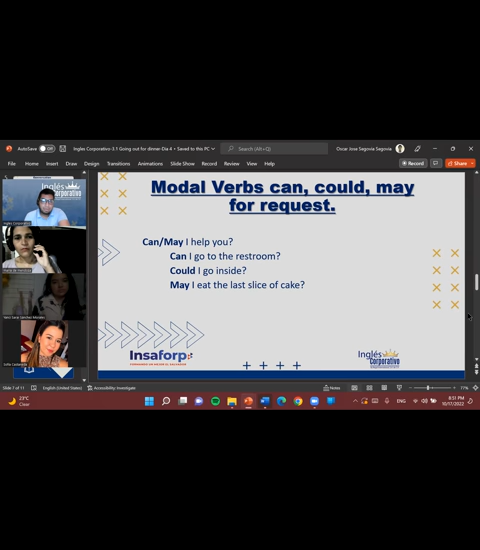 AutoSave Off
Ingles Corporativo-3.1 Going out for dinner-Dia 4 • Saved to this PC
Search (Alt+Q)
Oscar Jose Segovia Segovia
File Home Insert Draw Design Transitions Animations Slide Show Record Review View Help
Record
Share
Inglés
Modal Verbs can, could, may
for request.
Can/May I help you?
Can I go to the restroom?
Could I go inside?
May I eat the last slice of cake?
Insaforp
Inglés
Corporativo
Slide 7 of 11
English (United States)
Accessibility: Investigate
Notes
77%
23°C
Clear
ENG
8:51 PM
10/17/2022